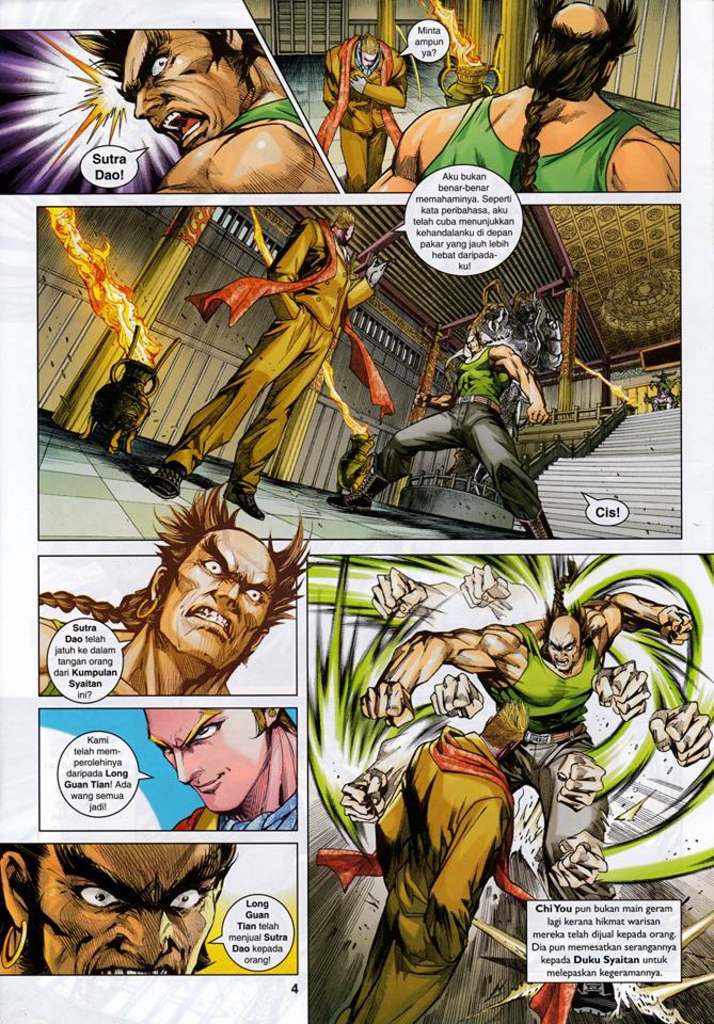 Sutra
Dao!
Minta
ampun
ya?
Aku bukan
benar-benar
memahaminya. Seperti
kata peribahasa, aku
telah cuba menunjukkan
kehandalanku di depan
pakar yang jauh lebih
hebat daripada-
ku!
Cis!
Sutra
Dao telah
jatuh ke dalam
tangan orang
dari Kumpulan
Syaitan
ini?
Kami
telah mem-
perolehinya
daripada Long
Guan Tian! Ada
wang semua
jadi!
Long
Guan
Tian telah
menjual Sutra
Dao kepada
orang!
Chi You pun bukan main geram
lagi kerana hikmat warisan
mereka telah dijual kepada orang.
Dia pun memesatkan serangannya
kepada Duku Syaitan untuk
melepaskan kegeramannya.
4